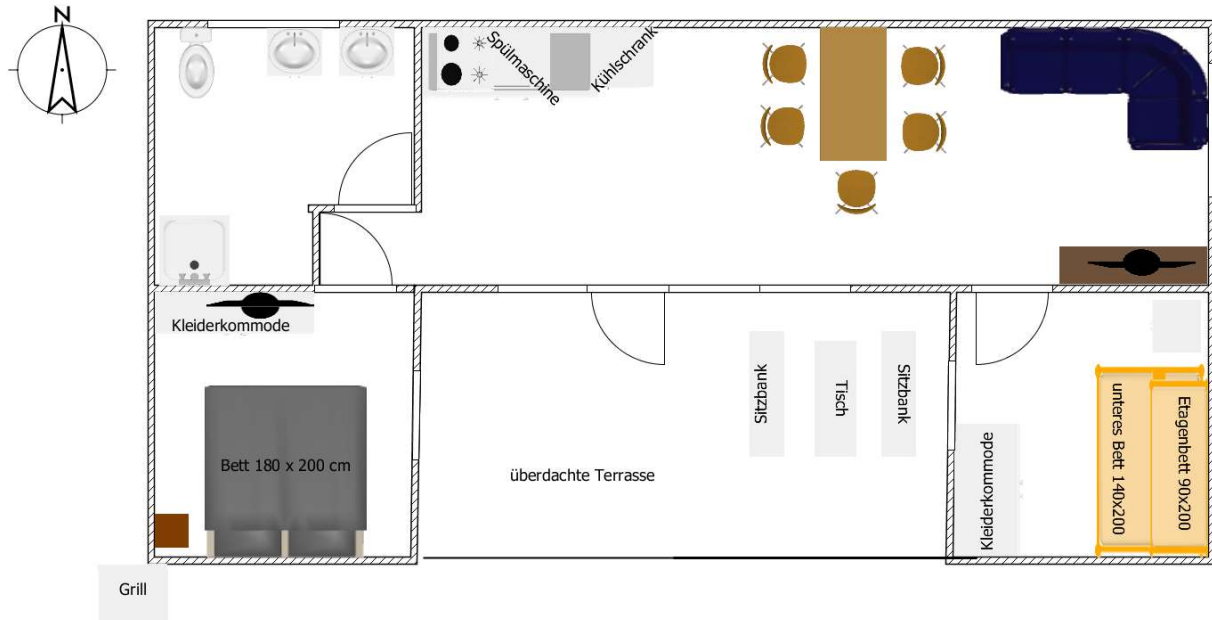 N
Spülmaschine
Kühlschrank
Kleiderkommode
Bett 180 x 200 cm
überdachte Terrasse
Sitzbank
Tisch
Sitzbank
Kleiderkommode
unteres Bett 140x200
Etagenbett 90x200
Grill